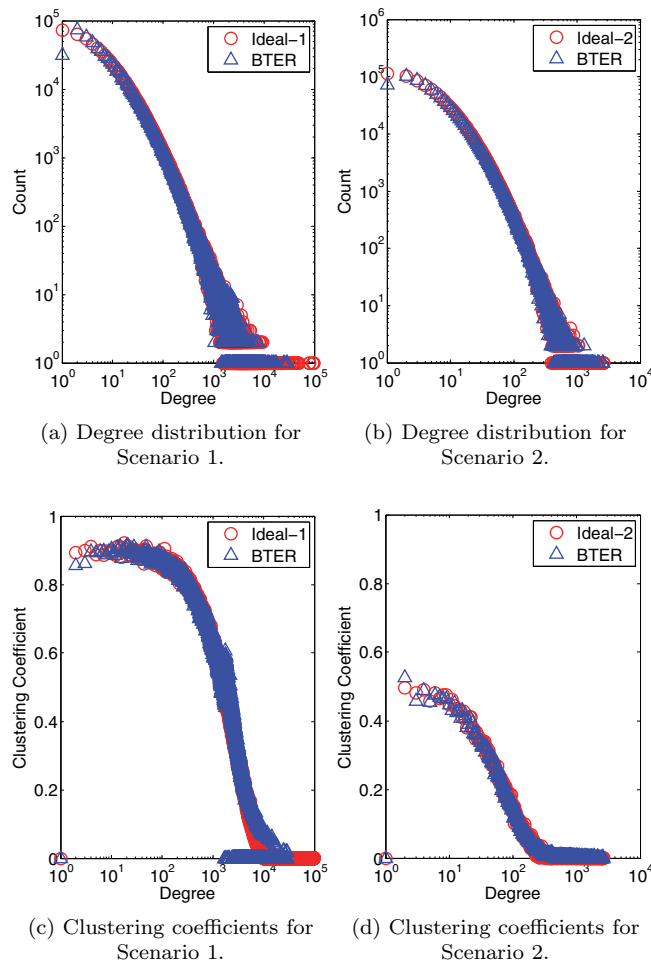 10^5
10^4
10^3
10^2
10^1
10^0
Count
10^0 10^1 10^2 10^3 10^4 10^5
Degree
Ideal-1
BTER
(a) Degree distribution for
Scenario 1.
10^6
10^5
10^4
10^3
10^2
10^1
10^0
Count
10^0 10^1 10^2 10^3 10^4
Degree
Ideal-2
BTER
(b) Degree distribution for
Scenario 2.
1
0.8
0.6
0.4
0.2
0
Clustering Coefficient
10^0 10^1 10^2 10^3 10^4 10^5
Degree
Ideal-1
BTER
(c) Clustering coefficients for
Scenario 1.
1
0.8
0.6
0.4
0.2
0
Clustering Coefficient
10^0 10^1 10^2 10^3 10^4
Degree
Ideal-2
BTER
(d) Clustering coefficients for
Scenario 2.